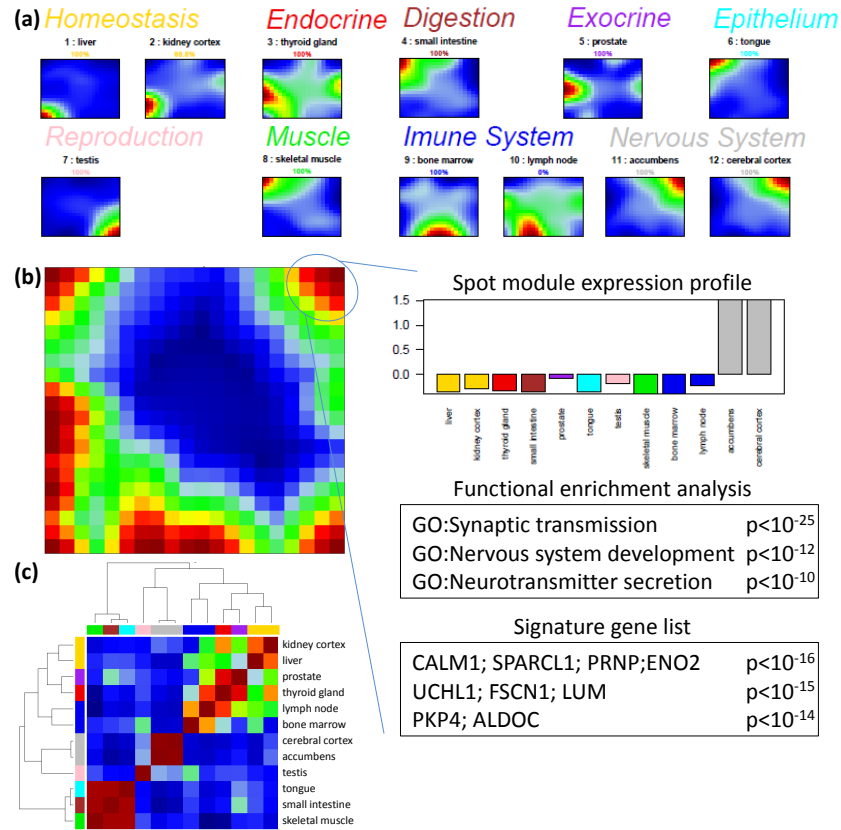 (a) Homeostasis Endocrine Digestion Exocrine Epithelium
1 : liver 2 : kidney cortex 3 : thyroid gland 4 : small intestine 5 : prostate 6 : tongue
100% 100% 100% 100% 100%
Reproduction Muscle Imune System Nervous System
7 : testis 8 : skeletal muscle 9 : bone marrow 10 : lymph node 11 : accumbens 12 : cerebral cortex
100% 100% 100% 0% 100% 100%
(b)
Spot module expression profile
1.5
1.0
0.5
0.0
liver
kidney cortex
thyroid gland
small intestine
prostate
tongue
testis
skeletal muscle
bone marrow
lymph node
accumbens
cerebral cortex
Functional enrichment analysis
GO:Synaptic transmission p<10⁻²⁵
GO:Nervous system development p<10⁻¹²
GO:Neurotransmitter secretion p<10⁻¹⁰
Signature gene list
CALM1; SPARCL1; PRNP;ENO2 p<10⁻¹⁶
UCHL1; FSCN1; LUM p<10⁻¹⁵
PKP4; ALDOC p<10⁻¹⁴
(c)
kidney cortex
liver
prostate
thyroid gland
lymph node
bone marrow
cerebral cortex
accumbens
testis
tongue
small intestine
skeletal muscle